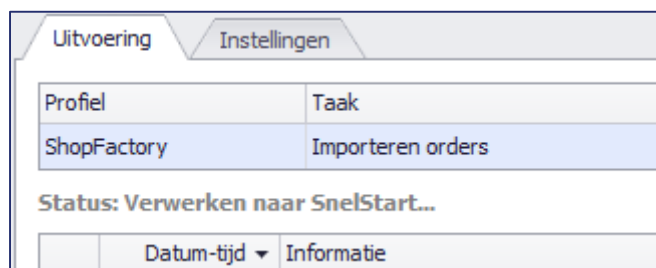 Uitvoering Instellingen
Profiel Taak
ShopFactory Importeren orders
Status: Verwerken naar SnelStart...
Datum-tijd Informatie